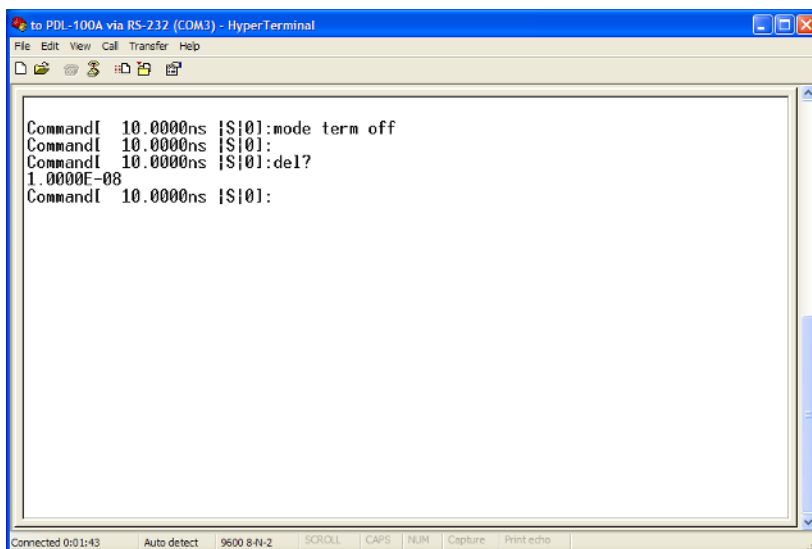 to PDL-100A via RS-232 (COM3) - HyperTerminal
File Edit View Call Transfer Help
Command[  10.0000ns |S|0]:mode term off
Command[  10.0000ns |S|0]:
Command[  10.0000ns |S|0]:del?
1.0000E-08
Command[  10.0000ns |S|0]:
Connected 0:01:43 Auto detect 9600 8-N-2 SCROLL CAPS NUM Capture Print echo